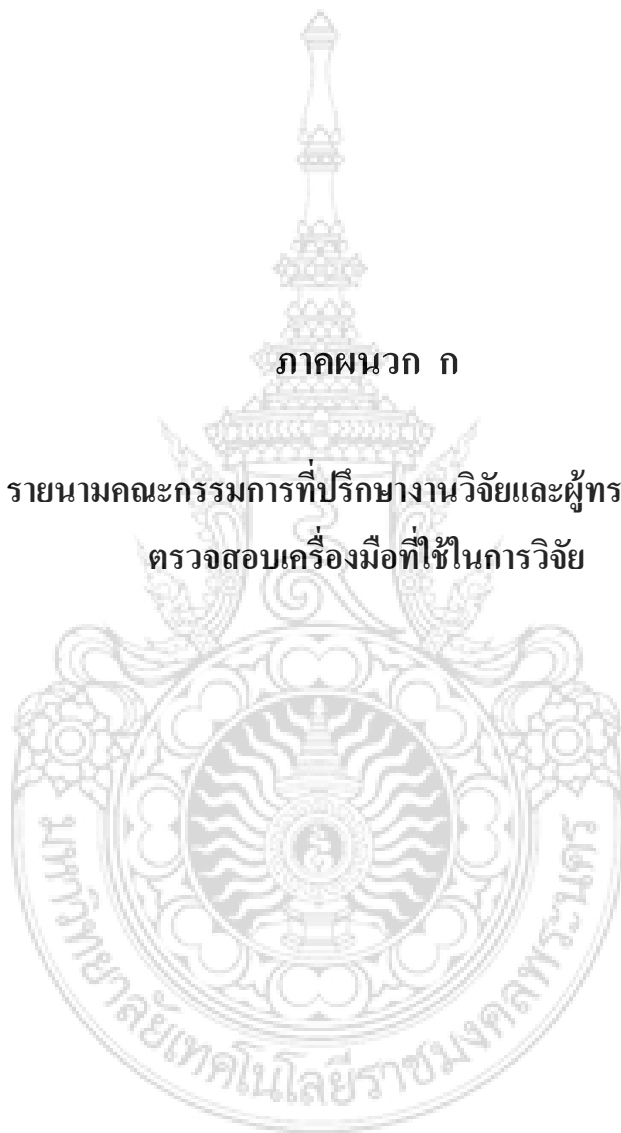 ภาคผนวก ก
รายนามคณะกรรมการที่ปรึกษางานวิจัยและผู้ทร
ตรวจสอบเครื่องมือที่ใช้ในการวิจัย
มหาวิทยาลัยเทคโนโลยีราชมงคลพระนคร